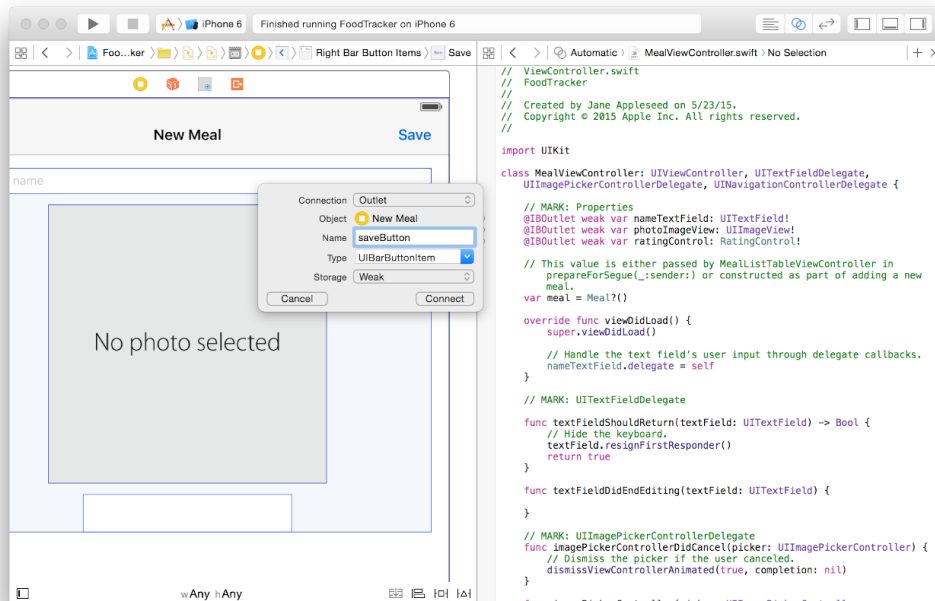 iPhone 6
Finished running FoodTracker on iPhone 6
Foo...ker
Right Bar Button Items
Save
Automatic
MealViewController.swift
No Selection
New Meal
Save
name
Connection
Outlet
Object
New Meal
Name
saveButton
Type
UIBarButtonItem
Storage
Weak
Cancel
Connect
No photo selected
wAny hAny
//  ViewController.swift
//  FoodTracker
//
//  Created by Jane Appleseed on 5/23/15.
//  Copyright © 2015 Apple Inc. All rights reserved.
//
import UIKit
class MealViewController: UIViewController, UITextFieldDelegate,
UIImagePickerControllerDelegate, UINavigationControllerDelegate {
// MARK: Properties
@IBOutlet weak var nameTextField: UITextField!
@IBOutlet weak var photoImageView: UIImageView!
@IBOutlet weak var ratingControl: RatingControl!
// This value is either passed by MealListTableViewController in
prepareForSegue(_:sender:) or constructed as part of adding a new
meal.
var meal = Meal?()
override func viewDidLoad() {
super.viewDidLoad()
// Handle the text field's user input through delegate callbacks.
nameTextField.delegate = self
}
// MARK: UITextFieldDelegate
func textFieldShouldReturn(textField: UITextField) -> Bool {
// Hide the keyboard.
textField.resignFirstResponder()
return true
}
func textFieldDidEndEditing(textField: UITextField) {
}
// MARK: UIImagePickerControllerDelegate
func imagePickerControllerDidCancel(picker: UIImagePickerController) {
// Dismiss the picker if the user canceled.
dismissViewControllerAnimated(true, completion: nil)
}